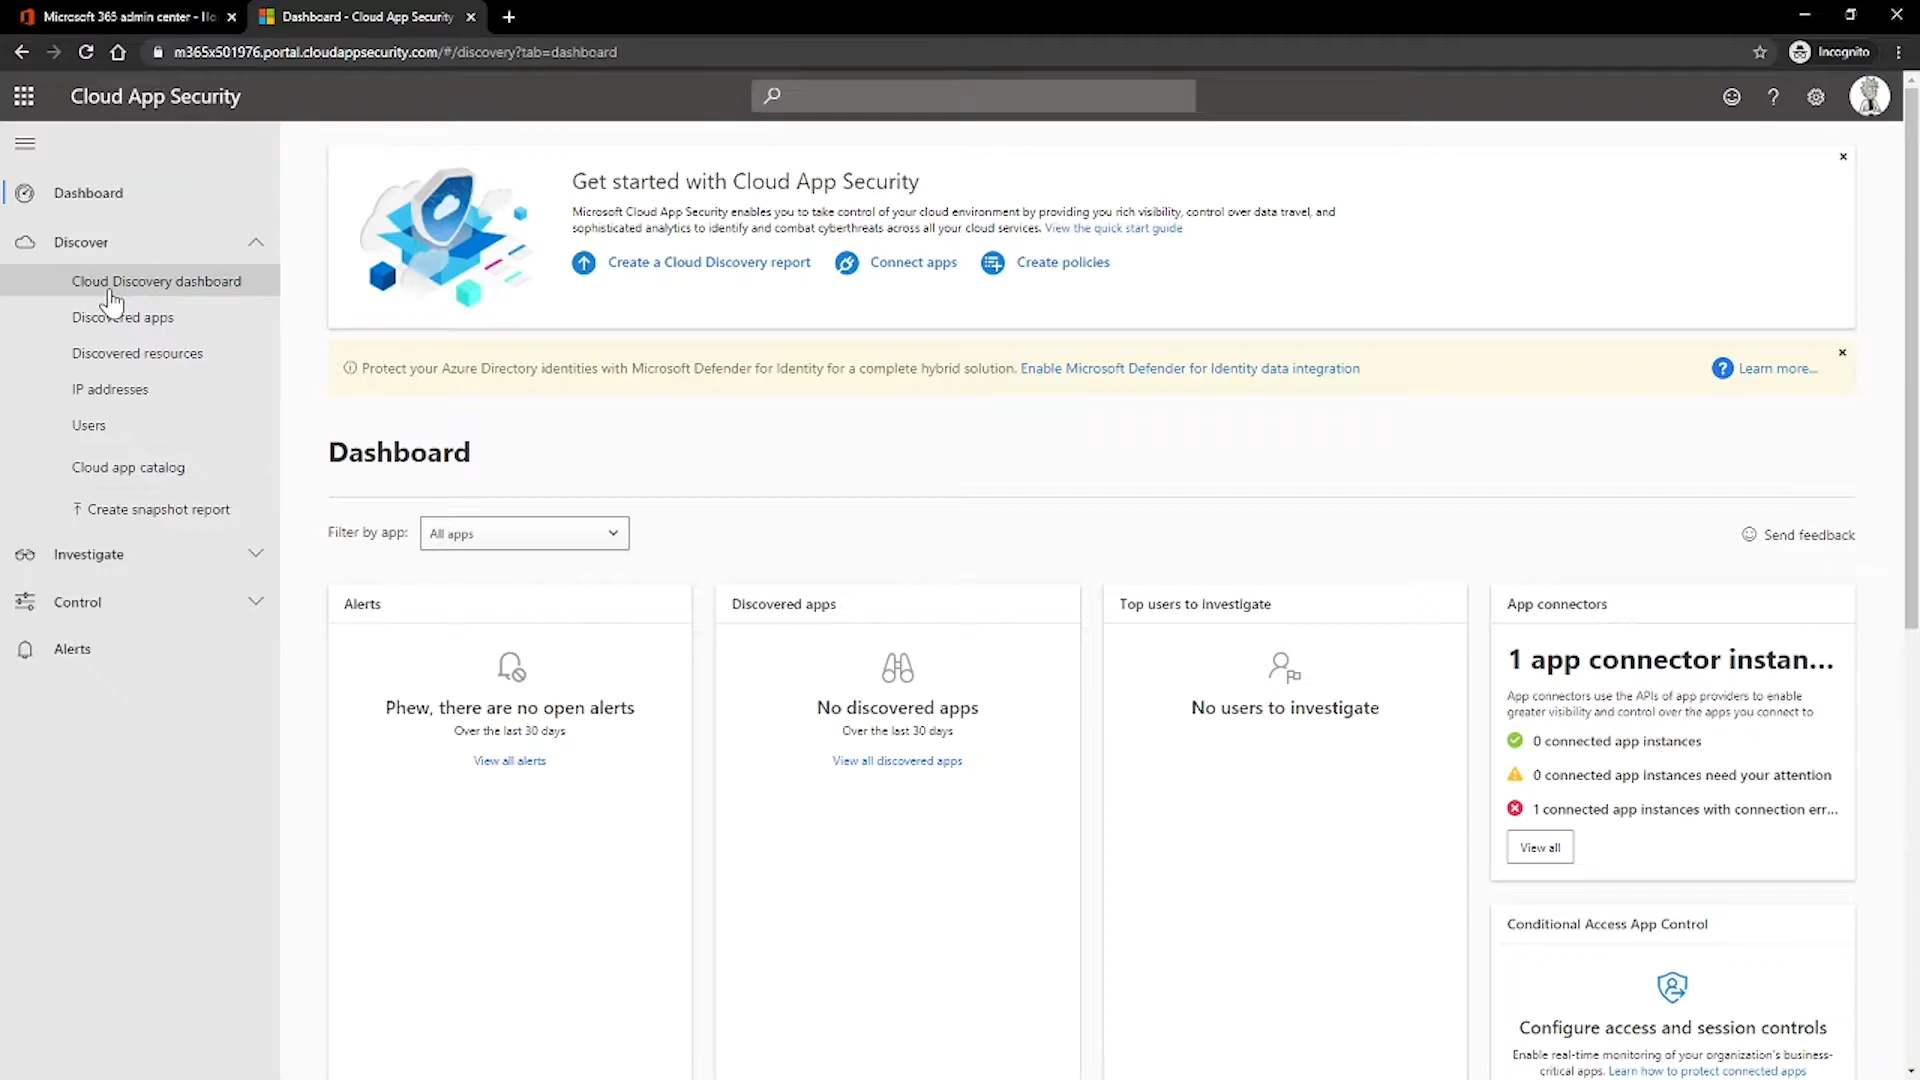 Microsoft 365 admin center - Ho
Dashboard - Cloud App Security
m365x501976.portal.cloudappsecurity.com/#/discovery?tab=dashboard
Incognito
Cloud App Security
Dashboard
Discover
Cloud Discovery dashboard
Discovered apps
Discovered resources
IP addresses
Users
Cloud app catalog
Create snapshot report
Investigate
Control
Alerts
Get started with Cloud App Security
Microsoft Cloud App Security enables you to take control of your cloud environment by providing you rich visibility, control over data travel, and
sophisticated analytics to identify and combat cyberthreats across all your cloud services. View the quick start guide
Create a Cloud Discovery report Connect apps Create policies
Protect your Azure Directory identities with Microsoft Defender for Identity for a complete hybrid solution. Enable Microsoft Defender for Identity data integration
? Learn more...
Dashboard
Filter by app: All apps
Send feedback
Alerts
Phew, there are no open alerts
Over the last 30 days
View all alerts
Discovered apps
No discovered apps
Over the last 30 days
View all discovered apps
Top users to investigate
No users to investigate
App connectors
1 app connector instan...
App connectors use the APIs of app providers to enable
greater visibility and control over the apps you connect to
0 connected app instances
0 connected app instances need your attention
1 connected app instances with connection err...
View all
Conditional Access App Control
Configure access and session controls
Enable real-time monitoring of your organization's business-
critical apps. Learn how to protect connected apps